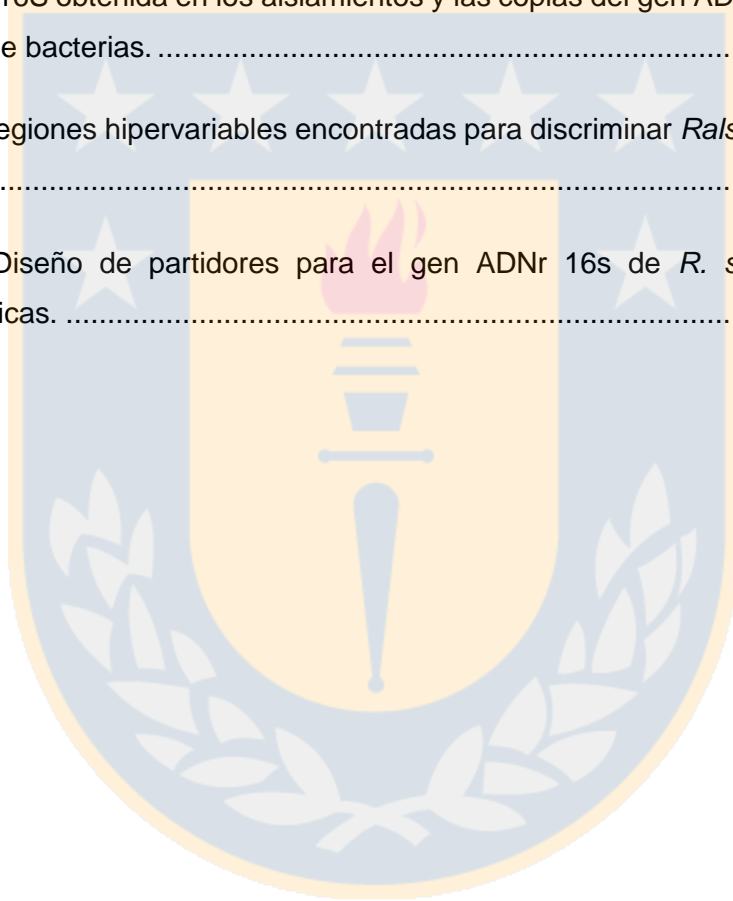 16S obtenida en los aislamientos y las copias del gen AD
e bacterias. ........................................................................
egiones hipervariables encontradas para discriminar Rals
............................................................................................
Diseño de partidores para el gen ADNr 16s de R. s
icas. ....................................................................................